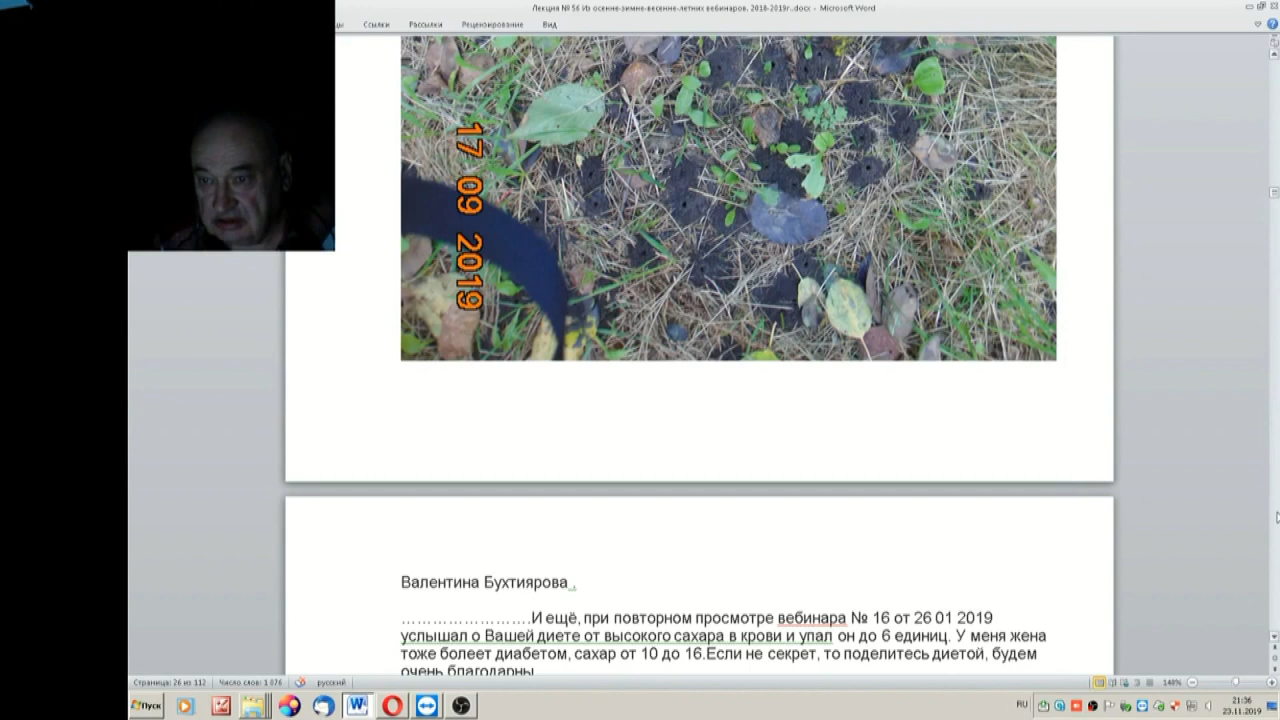 Лекция № 56 Из осенне-зимне-весенне-летних вебинаров. 2018-2019г..docx - Microsoft Word
Ссылки Рассылки Рецензирование Вид
17 09 2019
Валентина Бухтиярова .
…………………….И ещё, при повторном просмотре вебинара № 16 от 26 01 2019
услышал о Вашей диете от высокого сахара в крови и упал он до 6 единиц. У меня жена
тоже болеет диабетом, сахар от 10 до 16.Если не секрет, то поделитесь диетой, будем
очень благодарны
Страница: 26 из 112 Число слов: 1 076 русский 148%
Пуск RU 21:36
23.11.2019